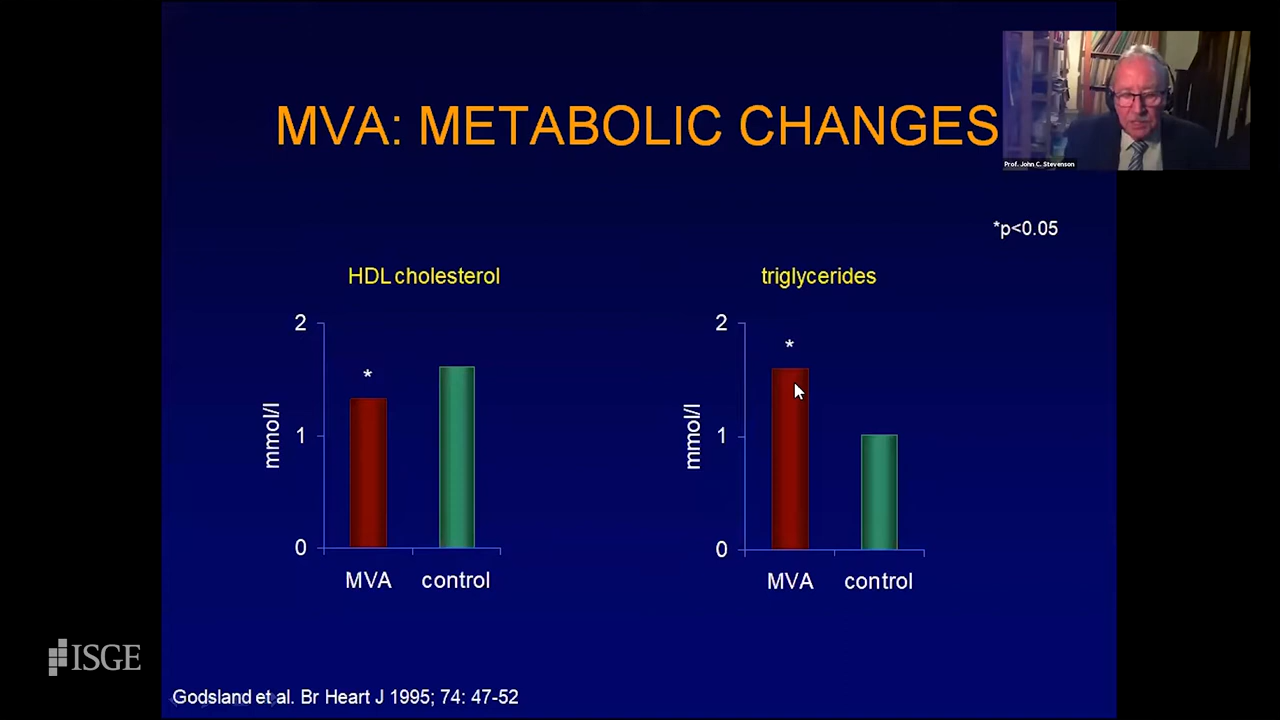 MVA: METABOLIC CHANGES
Prof. John C. Stevenson
*p<0.05
HDL cholesterol
triglycerides
2
*
1
0
mmol/l
MVA control
2
*
1
0
mmol/l
MVA control
ISGE
Godsland et al. Br Heart J 1995; 74: 47-52